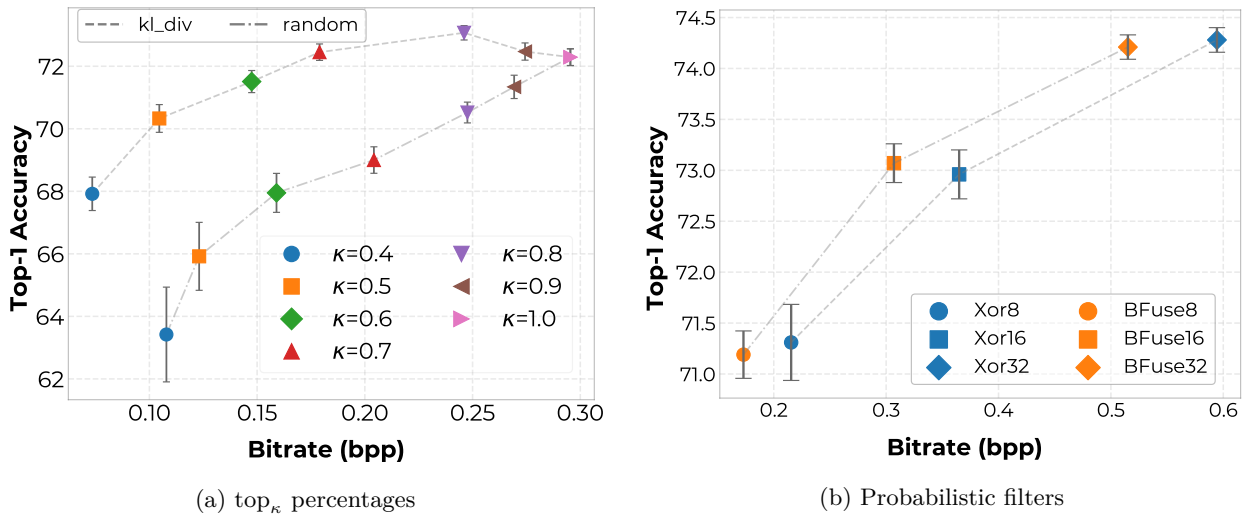 kl_div random
Top-1 Accuracy
72
70
68
66
64
62
κ=0.4 κ=0.8
κ=0.5 κ=0.9
κ=0.6 κ=1.0
κ=0.7
0.10 0.15 0.20 0.25 0.30
Bitrate (bpp)
(a) topκ percentages
Top-1 Accuracy
74.5
74.0
73.5
73.0
72.5
72.0
71.5
71.0
Xor8 BFuse8
Xor16 BFuse16
Xor32 BFuse32
0.2 0.3 0.4 0.5 0.6
Bitrate (bpp)
(b) Probabilistic filters